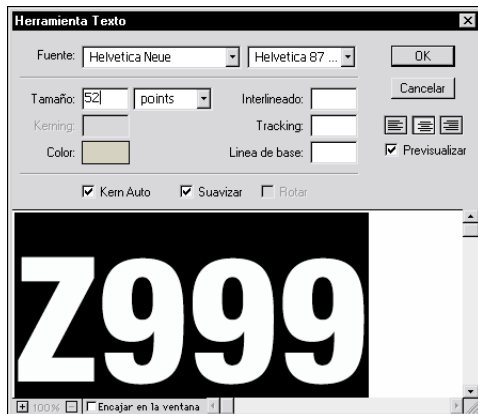 Herramienta Texto
Fuente: Helvetica Neue Helvetica 87 ... OK
Tamaño: 52 points Interlineado: Cancelar
Kerning: Tracking:
Color: Linea de base: Previsualizar
Kern Auto Suavizar Rotar
Z999
100% Encajar en la ventana